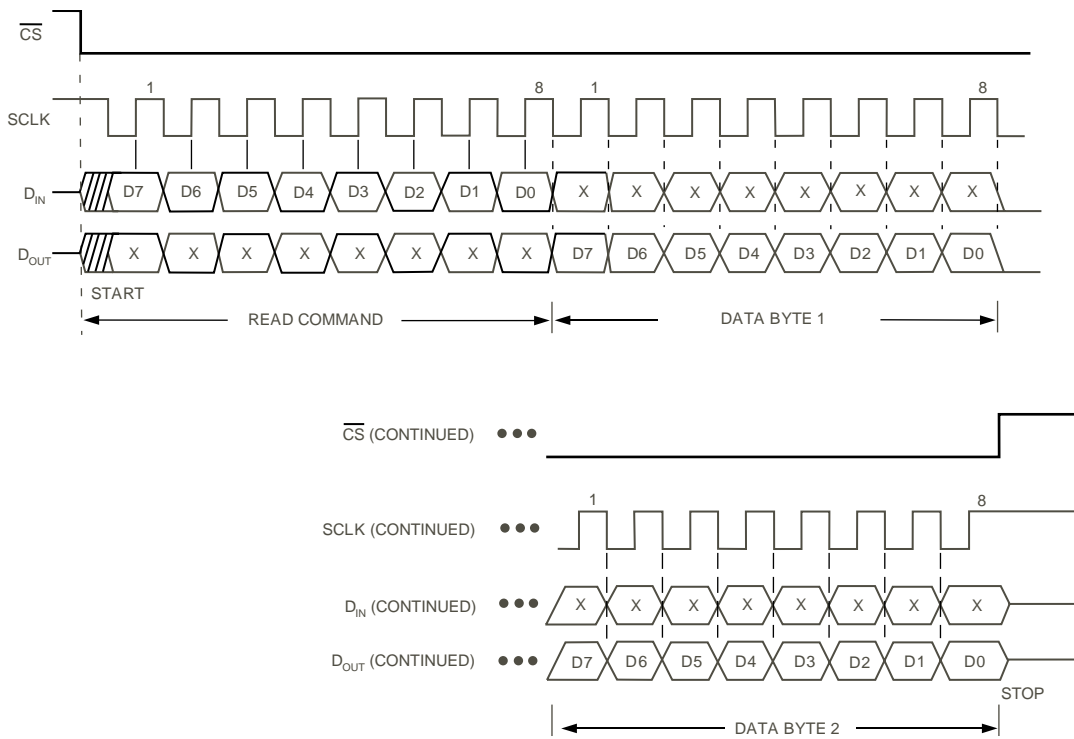 CS
1 8 1 8
SCLK
DIN D7 D6 D5 D4 D3 D2 D1 D0 X X X X X X X X
DOUT X X X X X X X X D7 D6 D5 D4 D3 D2 D1 D0
START
READ COMMAND DATA BYTE 1
CS (CONTINUED)
1 8
SCLK (CONTINUED)
DIN (CONTINUED) X X X X X X X X
DOUT (CONTINUED) D7 D6 D5 D4 D3 D2 D1 D0
STOP
DATA BYTE 2